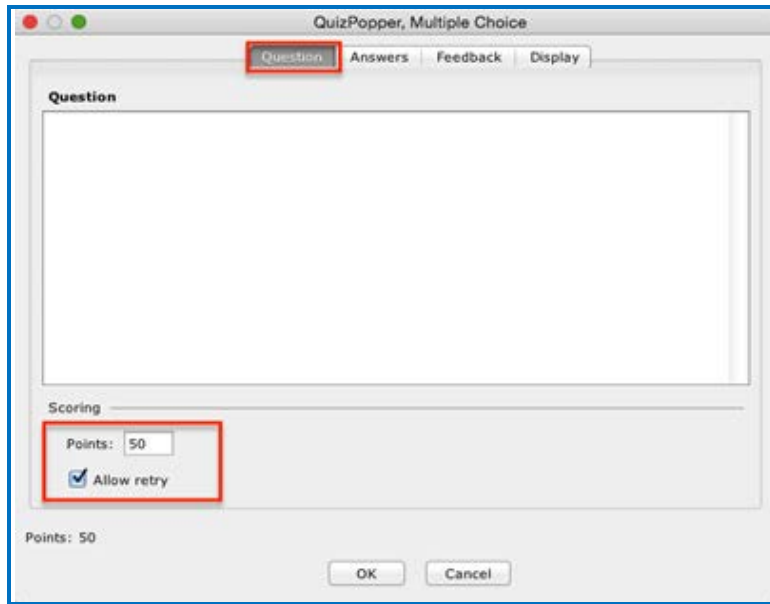 QuizPopper, Multiple Choice
Question Answers Feedback Display
Question
Scoring
Points: 50
Allow retry
Points: 50
OK Cancel